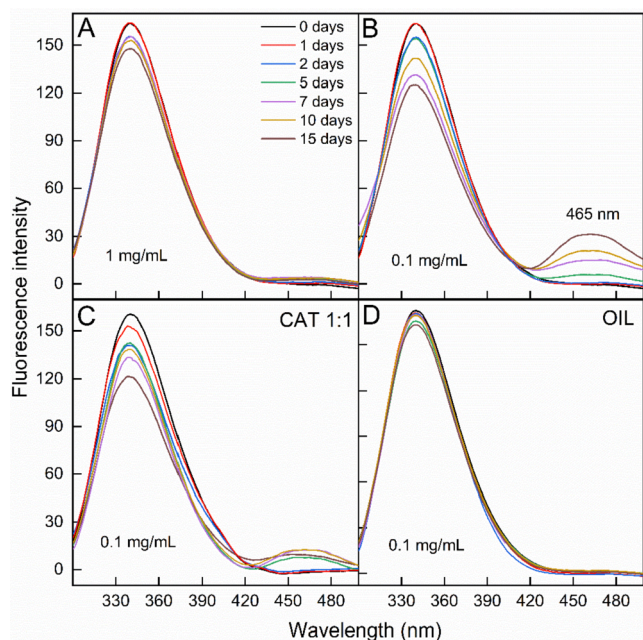 A
B
150
120
90
60
30
0
0 days
1 days
2 days
5 days
7 days
10 days
15 days
465 nm
1 mg/mL
0.1 mg/mL
Fluorescence intensity
C
CAT 1:1
D
OIL
150
120
90
60
30
0
0.1 mg/mL
0.1 mg/mL
330 360 390 420 450 480
330 360 390 420 450 480
Wavelength (nm)